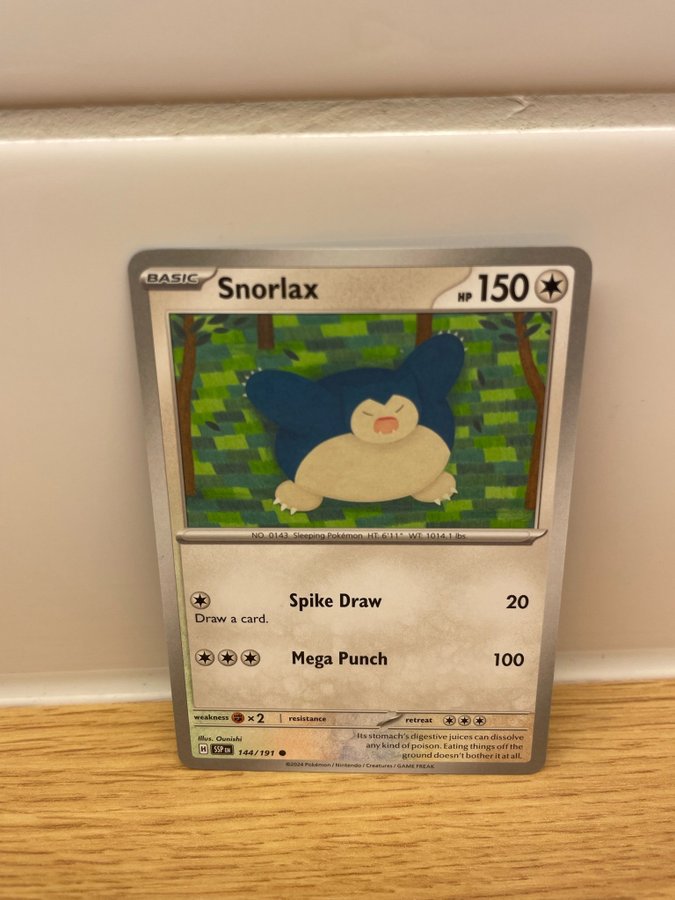 BASIC Snorlax HP 150
NO. 0143 Sleeping Pokémon HT: 6'11" WT: 1014.1 lbs.
Spike Draw 20
Draw a card.
Mega Punch 100
weakness ×2 resistance retreat
Illus. Ounishi
H SSP EN 144/191
Its stomach's digestive juices can dissolve
any kind of poison. Eating things off the
ground doesn't bother it at all.
©2024 Pokémon / Nintendo / Creatures / GAME FREAK